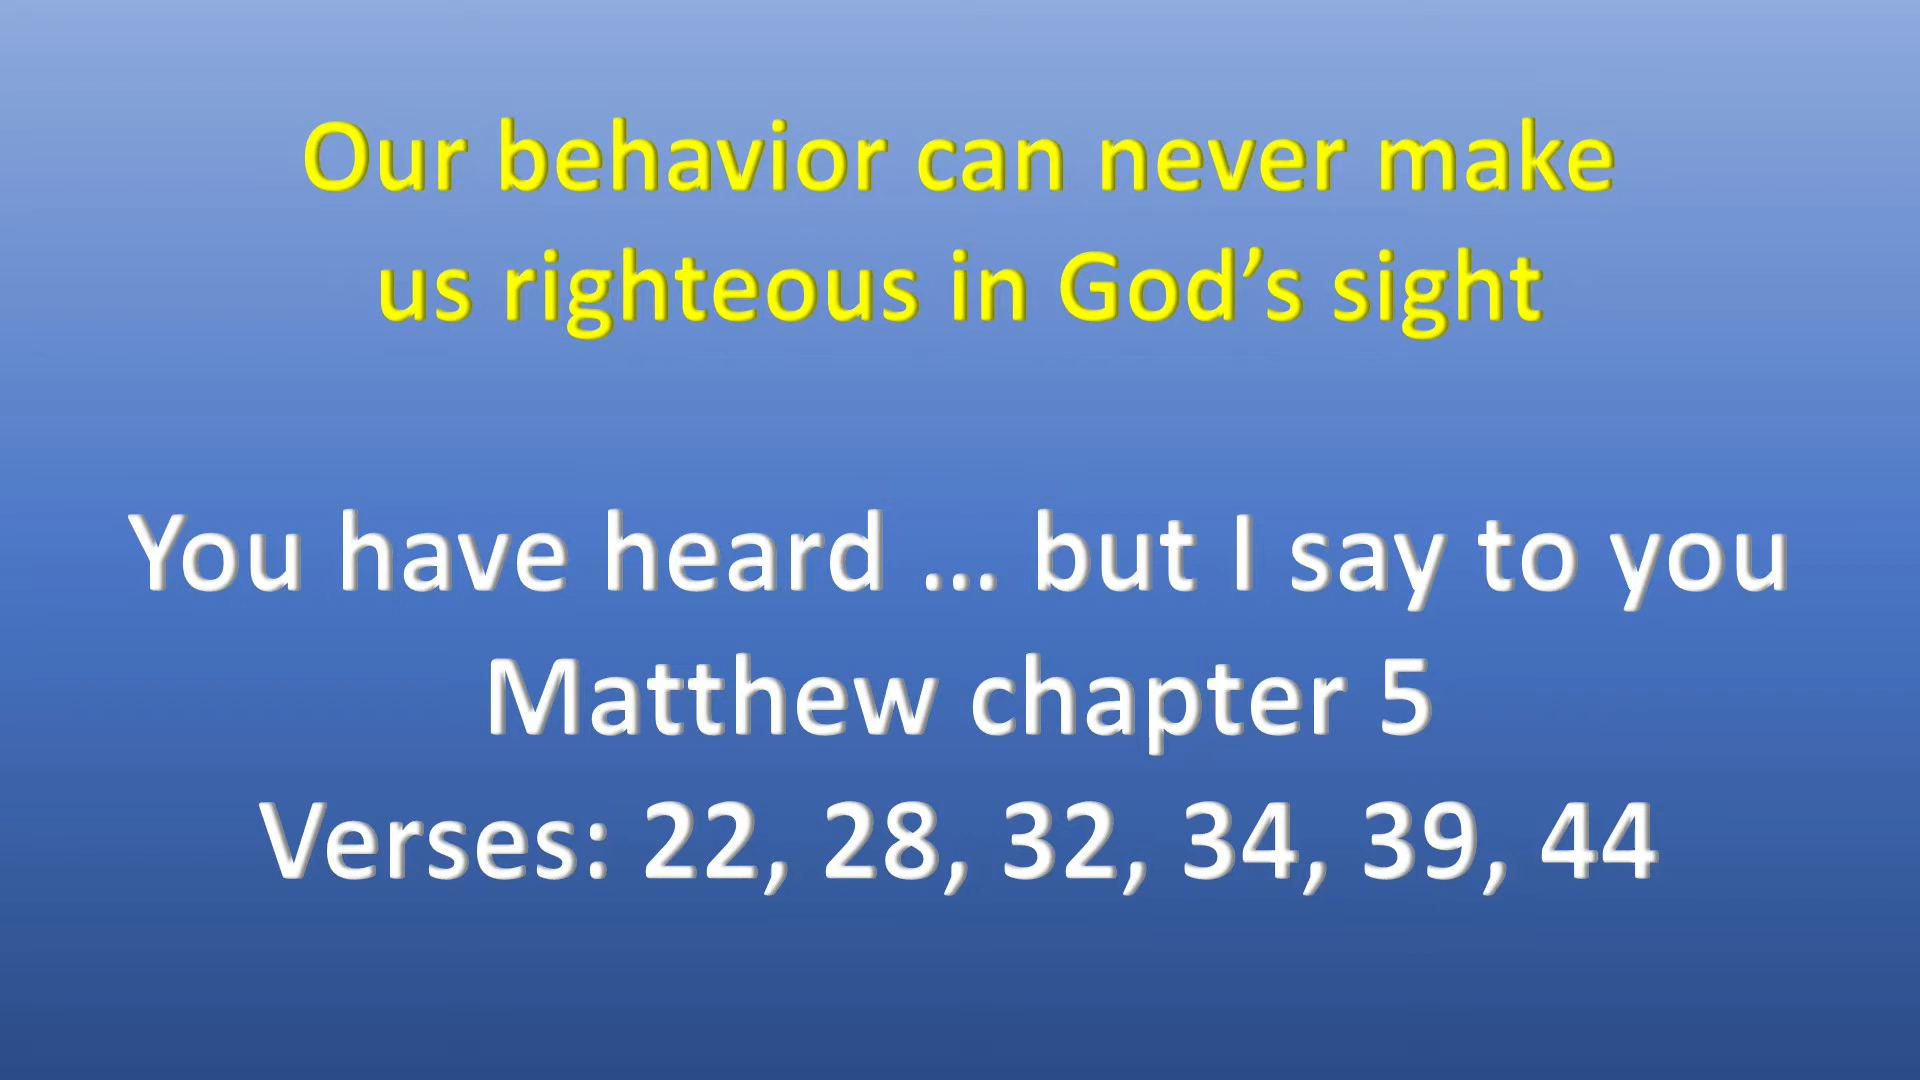 Our behavior can never make
us righteous in God’s sight
You have heard … but I say to you
Matthew chapter 5
Verses: 22, 28, 32, 34, 39, 44